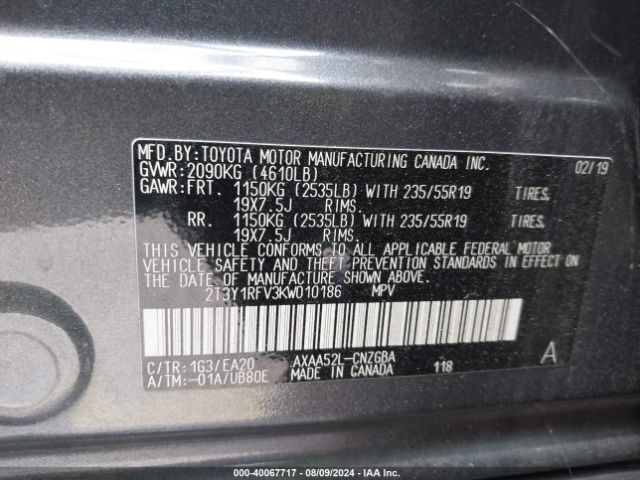 MFD.BY:TOYOTA MOTOR MANUFACTURING CANADA INC. 02/19
GVWR:2090KG (4610LB)
GAWR:FRT. 1150KG (2535LB) WITH 235/55R19 TIRES,
19X7.5J RIMS.
RR. 1150KG (2535LB) WITH 235/55R19 TIRES,
19X7.5J RIMS.
THIS VEHICLE CONFORMS TO ALL APPLICABLE FEDERAL MOTOR
VEHICLE SAFETY AND THEFT PREVENTION STANDARDS IN EFFECT ON
THE DATE OF MANUFACTURE SHOWN ABOVE.
2T3Y1RFV3KW010186 MPV
C/TR:1G3/EA20 AXAA52L-CNZGBA A
A/TM:-01A/UB80E MADE IN CANADA 118
000-40067717 - 08/09/2024 - IAA Inc.